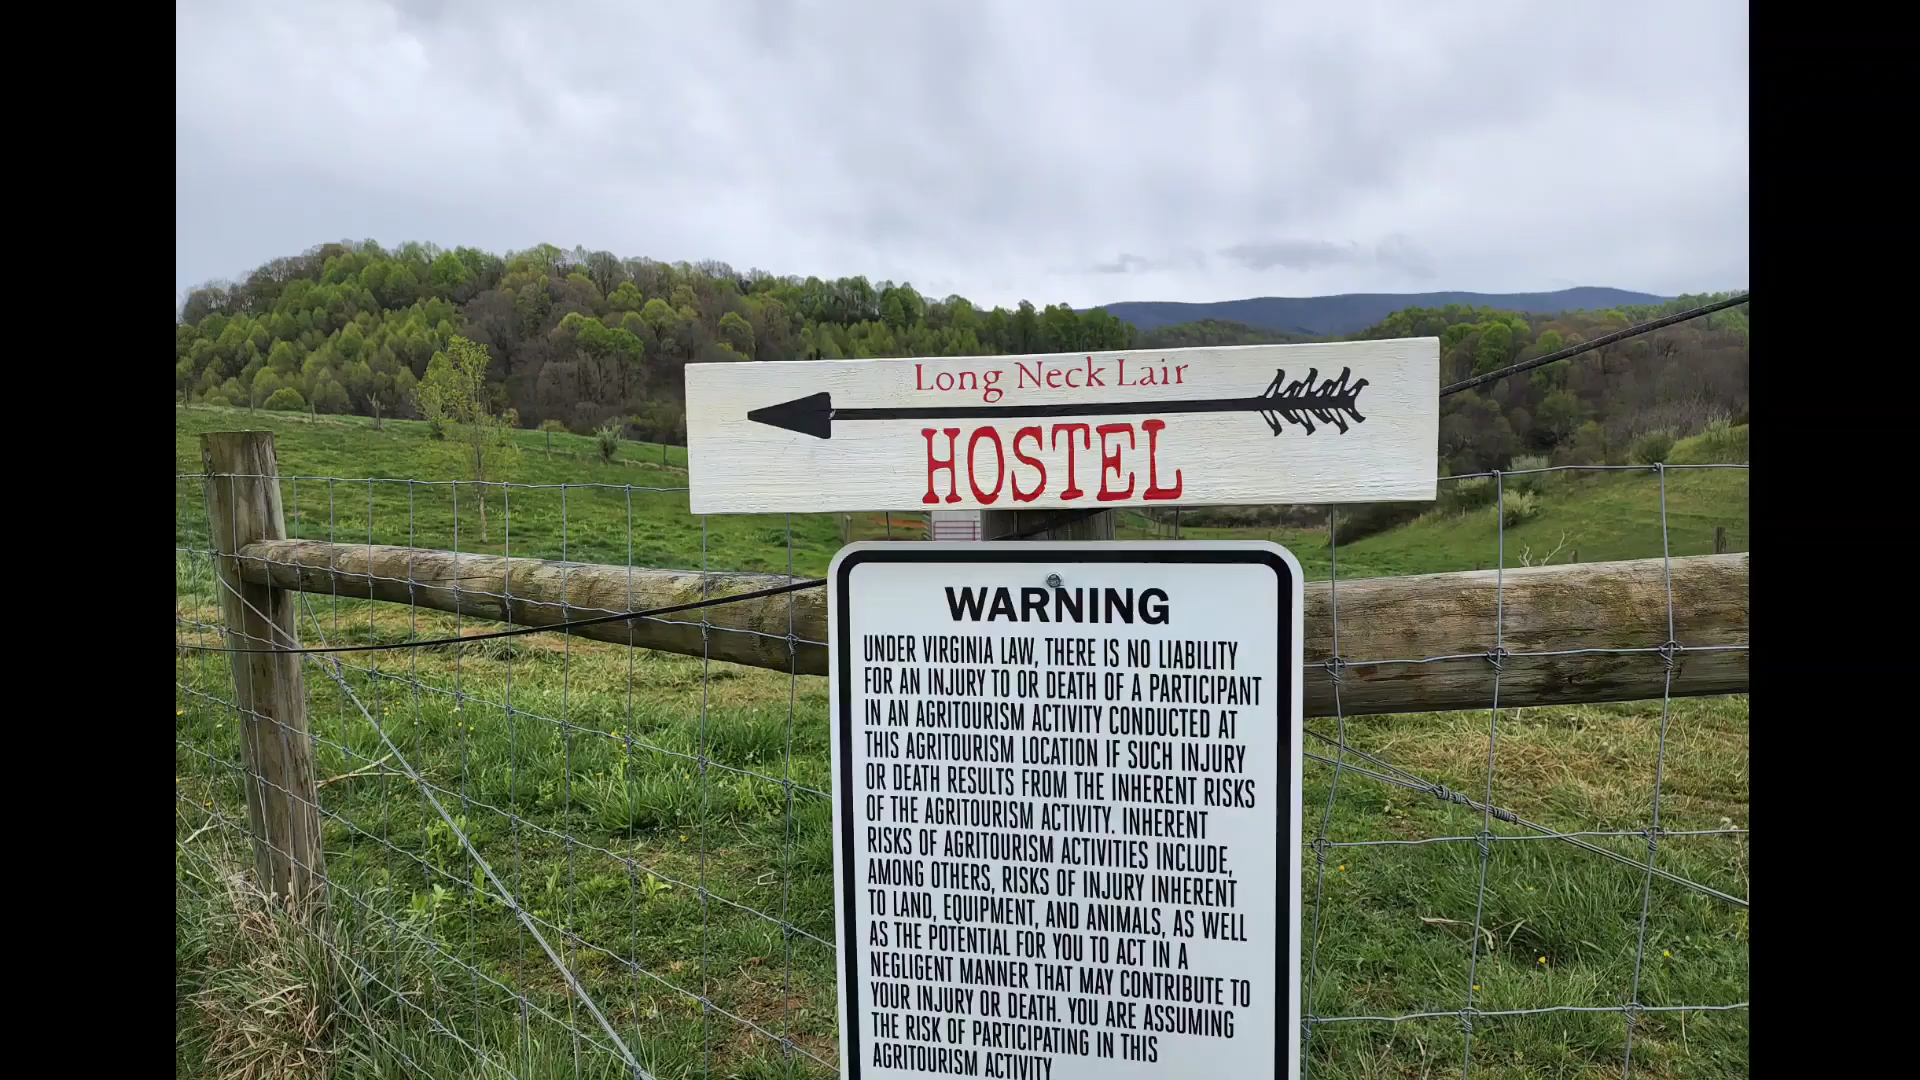 Long Neck Lair
HOSTEL
WARNING
UNDER VIRGINIA LAW, THERE IS NO LIABILITY
FOR AN INJURY TO OR DEATH OF A PARTICIPANT
IN AN AGRITOURISM ACTIVITY CONDUCTED AT
THIS AGRITOURISM LOCATION IF SUCH INJURY
OR DEATH RESULTS FROM THE INHERENT RISKS
OF THE AGRITOURISM ACTIVITY. INHERENT
RISKS OF AGRITOURISM ACTIVITIES INCLUDE,
AMONG OTHERS, RISKS OF INJURY INHERENT
TO LAND, EQUIPMENT, AND ANIMALS, AS WELL
AS THE POTENTIAL FOR YOU TO ACT IN A
NEGLIGENT MANNER THAT MAY CONTRIBUTE TO
YOUR INJURY OR DEATH. YOU ARE ASSUMING
THE RISK OF PARTICIPATING IN THIS
AGRITOURISM ACTIVITY